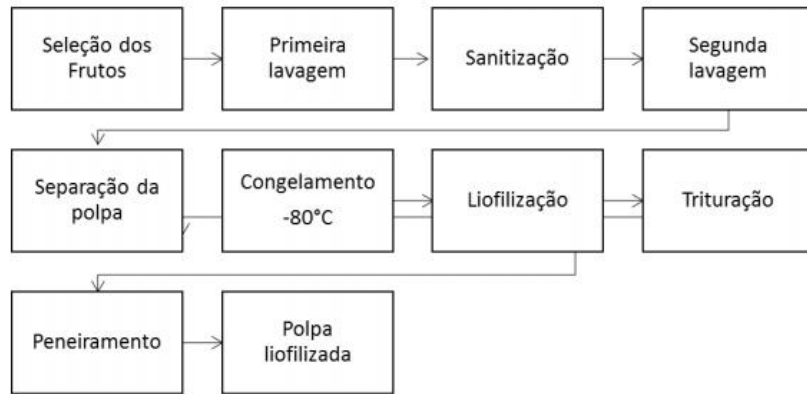 Seleção dos
Frutos
Primeira
lavagem
Sanitização
Segunda
lavagem
Separação da
polpa
Congelamento
-80°C
Liofilização
Trituração
Peneiramento
Polpa
liofilizada